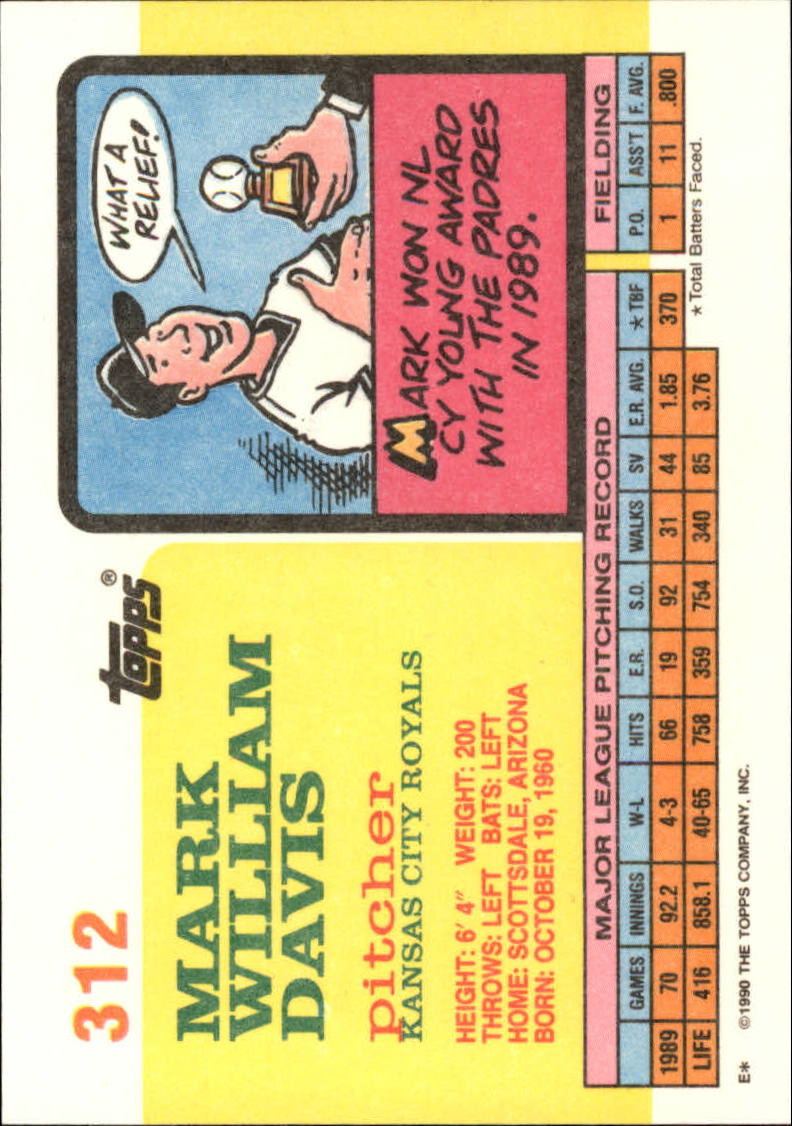 312
topps®
MARK
WILLIAM
DAVIS
pitcher
KANSAS CITY ROYALS
HEIGHT: 6' 4" WEIGHT: 200
THROWS: LEFT BATS: LEFT
HOME: SCOTTSDALE, ARIZONA
BORN: OCTOBER 19, 1960
WHAT A
RELIEF!
MARK WON NL
CY YOUNG AWARD
WITH THE PADRES
IN 1989.
MAJOR LEAGUE PITCHING RECORD FIELDING
GAMES INNINGS W-L HITS E.R. S.O. WALKS SV E.R. AVG. *TBF P.O. ASS'T F. AVG.
1989 70 92.2 4-3 66 19 92 31 44 1.85 370 1 11 .800
LIFE 416 858.1 40-65 758 359 754 340 85 3.76 *Total Batters Faced.
E* ©1990 THE TOPPS COMPANY, INC.